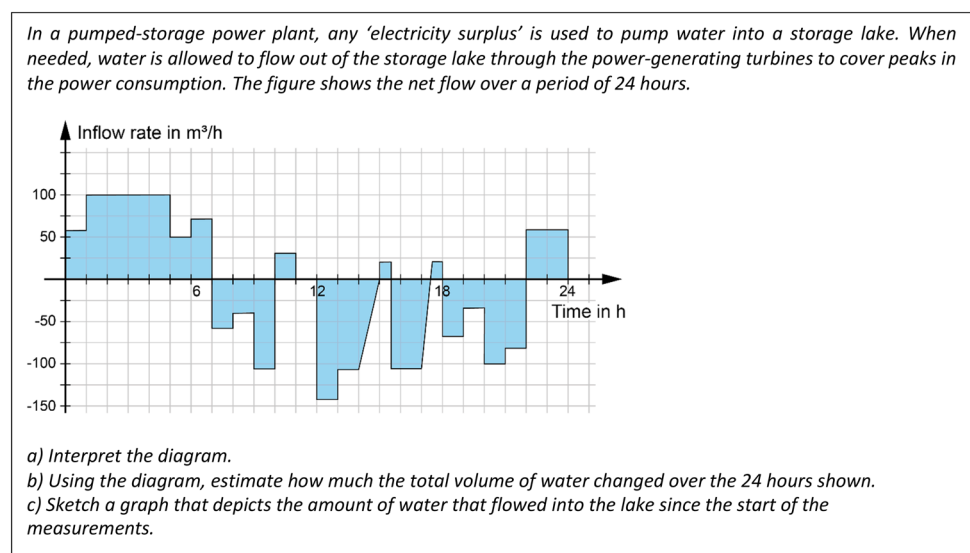 In a pumped-storage power plant, any ‘electricity surplus’ is used to pump water into a storage lake. When
needed, water is allowed to flow out of the storage lake through the power-generating turbines to cover peaks in
the power consumption. The figure shows the net flow over a period of 24 hours.
Inflow rate in m³/h
100
50
6
12
18
24
Time in h
-50
-100
-150
a) Interpret the diagram.
b) Using the diagram, estimate how much the total volume of water changed over the 24 hours shown.
c) Sketch a graph that depicts the amount of water that flowed into the lake since the start of the
measurements.